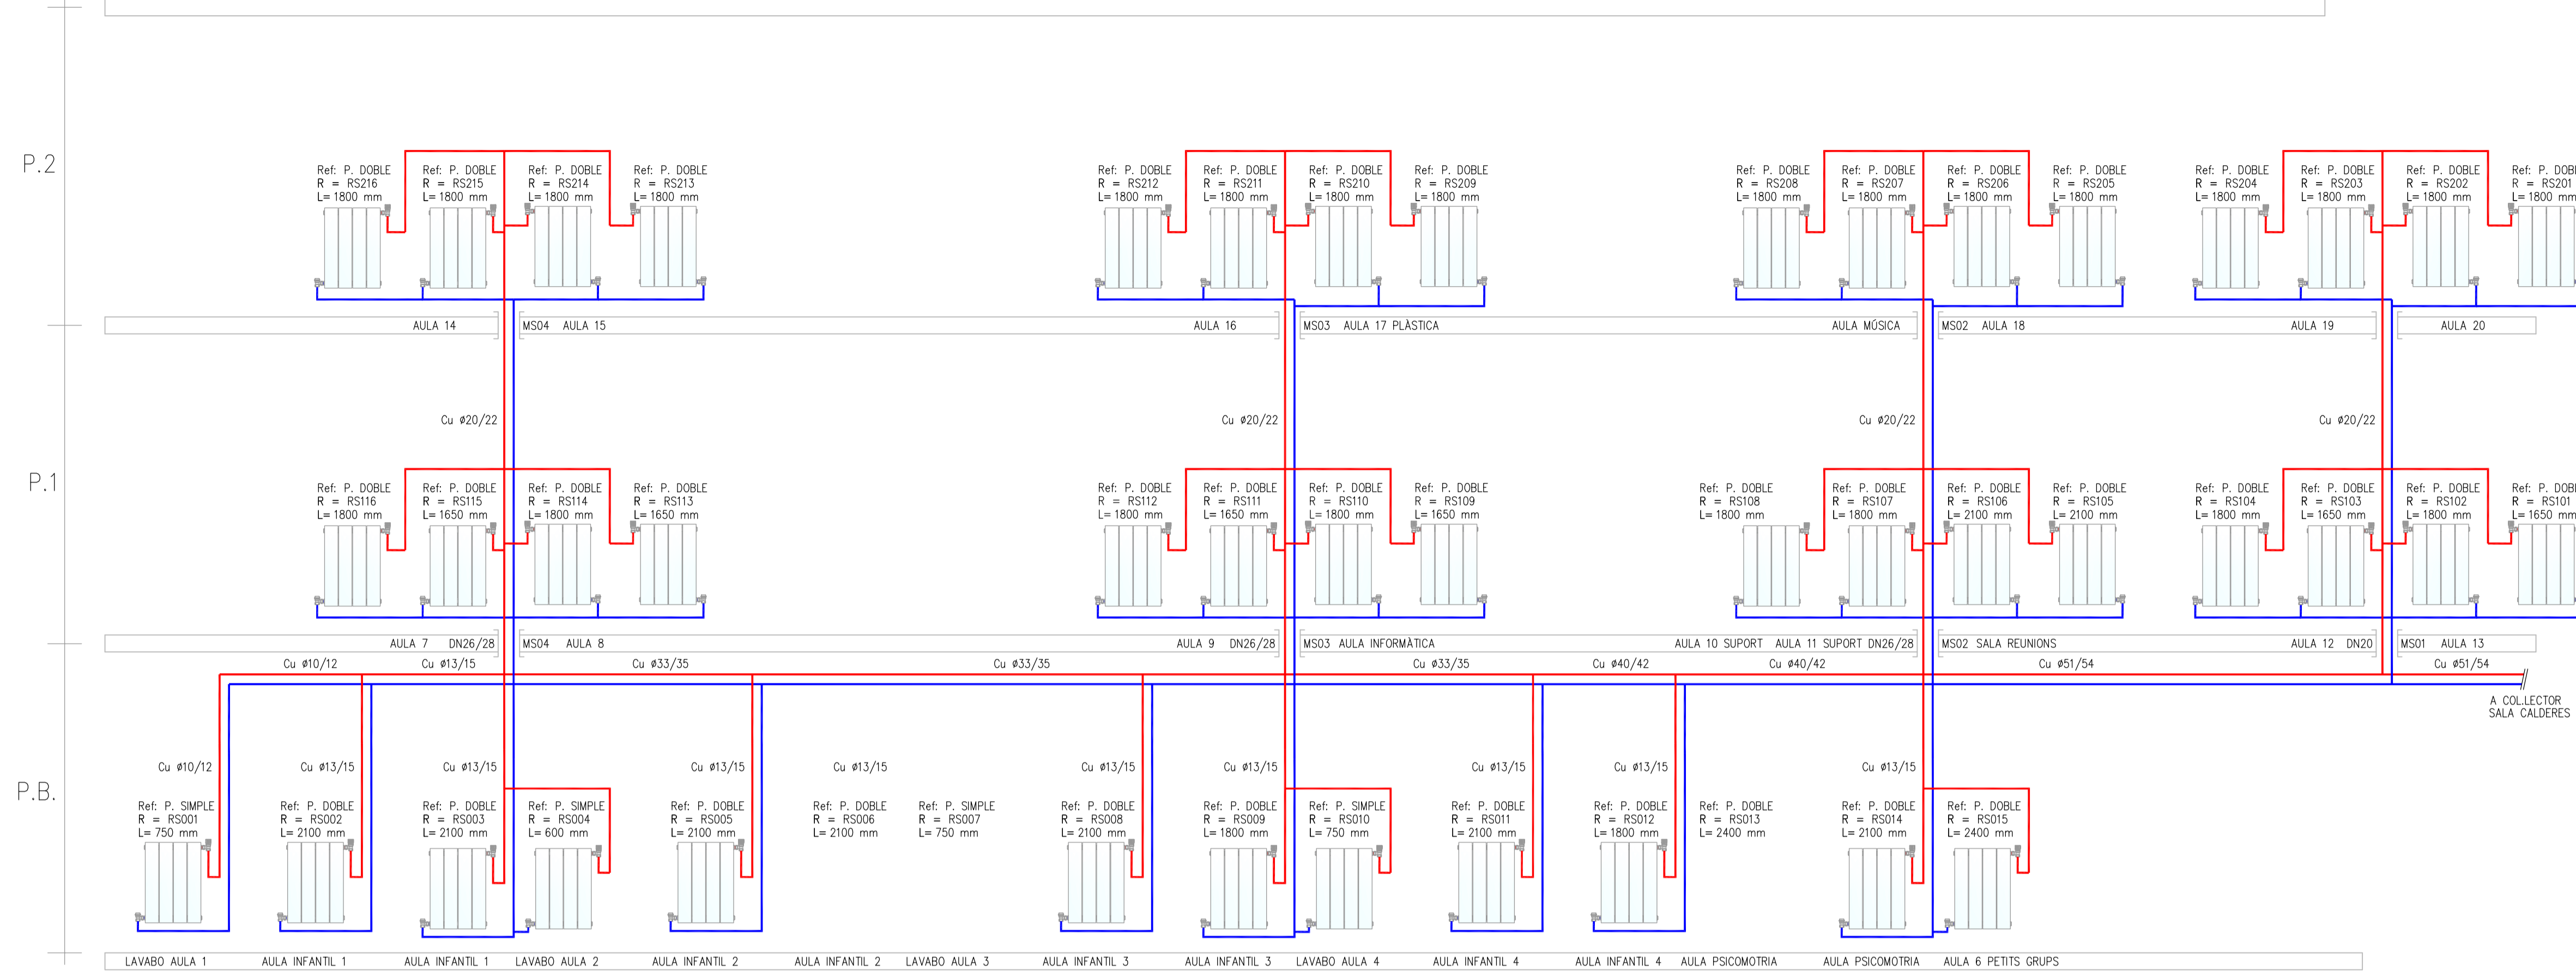 P.2
Ref: P. DOBLE
R = RS216
L= 1800 mm
Ref: P. DOBLE
R = RS215
L= 1800 mm
Ref: P. DOBLE
R = RS214
L= 1800 mm
Ref: P. DOBLE
R = RS213
L= 1800 mm
Ref: P. DOBLE
R = RS212
L= 1800 mm
Ref: P. DOBLE
R = RS211
L= 1800 mm
Ref: P. DOBLE
R = RS210
L= 1800 mm
Ref: P. DOBLE
R = RS209
L= 1800 mm
Ref: P. DOBLE
R = RS208
L= 1800 mm
Ref: P. DOBLE
R = RS207
L= 1800 mm
Ref: P. DOBLE
R = RS206
L= 1800 mm
Ref: P. DOBLE
R = RS205
L= 1800 mm
Ref: P. DOBLE
R = RS204
L= 1800 mm
Ref: P. DOBLE
R = RS203
L= 1800 mm
Ref: P. DOBLE
R = RS202
L= 1800 mm
Ref: P.
R = RS201
L= 1800 mm
AULA 14
MS04 AULA 15
AULA 16
MS03 AULA 17 PLÀSTICA
AULA MÚSICA
MS02 AULA 18
AULA 19
AULA 20
Cu ø20/22
Cu ø20/22
Cu ø20/22
Cu ø20/22
P.1
Ref: P. DOBLE
R = RS116
L= 1800 mm
Ref: P. DOBLE
R = RS115
L= 1650 mm
Ref: P. DOBLE
R = RS114
L= 1800 mm
Ref: P. DOBLE
R = RS113
L= 1650 mm
Ref: P. DOBLE
R = RS112
L= 1800 mm
Ref: P. DOBLE
R = RS111
L= 1650 mm
Ref: P. DOBLE
R = RS110
L= 1800 mm
Ref: P. DOBLE
R = RS109
L= 1650 mm
Ref: P. DOBLE
R = RS108
L= 1800 mm
Ref: P. DOBLE
R = RS107
L= 1800 mm
Ref: P. DOBLE
R = RS106
L= 2100 mm
Ref: P. DOBLE
R = RS105
L= 2100 mm
Ref: P. DOBLE
R = RS104
L= 1800 mm
Ref: P. DOBLE
R = RS103
L= 1650 mm
Ref: P. DOBLE
R = RS102
L= 1800 mm
Ref: P.
R = RS101
L= 1650 mm
AULA 7 DN26/28
MS04 AULA 8
AULA 9 DN26/28
MS03 AULA INFORMÀTICA
AULA 10 SUPORT AULA 11 SUPORT DN26/28
MS02 SALA REUNIONS
AULA 12 DN20
MS01 AULA 13
Cu ø10/12
Cu ø13/15
Cu ø33/35
Cu ø33/35
Cu ø33/35
Cu ø40/42
Cu ø40/42
Cu ø51/54
Cu ø51/54
A COL.LECTOR
SALA CALDERES
P.B.
Cu ø10/12
Cu ø13/15
Cu ø13/15
Cu ø13/15
Cu ø13/15
Cu ø13/15
Cu ø13/15
Cu ø13/15
Cu ø13/15
Cu ø13/15
Ref: P. SIMPLE
R = RS001
L= 750 mm
Ref: P. DOBLE
R = RS002
L= 2100 mm
Ref: P. DOBLE
R = RS003
L= 2100 mm
Ref: P. SIMPLE
R = RS004
L= 600 mm
Ref: P. DOBLE
R = RS005
L= 2100 mm
Ref: P. DOBLE
R = RS006
L= 2100 mm
Ref: P. SIMPLE
R = RS007
L= 750 mm
Ref: P. DOBLE
R = RS008
L= 2100 mm
Ref: P. DOBLE
R = RS009
L= 1800 mm
Ref: P. SIMPLE
R = RS010
L= 750 mm
Ref: P. DOBLE
R = RS011
L= 2100 mm
Ref: P. DOBLE
R = RS012
L= 1800 mm
Ref: P. DOBLE
R = RS013
L= 2400 mm
Ref: P. DOBLE
R = RS014
L= 2100 mm
Ref: P. DOBLE
R = RS015
L= 2400 mm
LAVABO AULA 1
AULA INFANTIL 1
AULA INFANTIL 1
LAVABO AULA 2
AULA INFANTIL 2
AULA INFANTIL 2
LAVABO AULA 3
AULA INFANTIL 3
AULA INFANTIL 3
LAVABO AULA 4
AULA INFANTIL 4
AULA INFANTIL 4
AULA PSICOMOTRIA
AULA PSICOMOTRIA
AULA 6 PETITS GRUPS